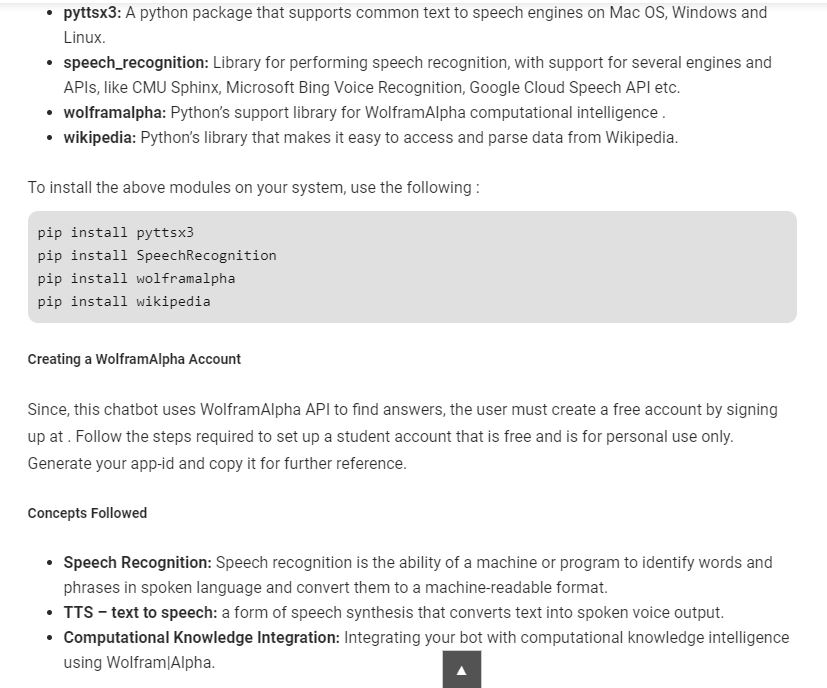 • pyttsx3: A python package that supports common text to speech engines on Mac OS, Windows and
Linux.
• speech_recognition: Library for performing speech recognition, with support for several engines and
APIs, like CMU Sphinx, Microsoft Bing Voice Recognition, Google Cloud Speech API etc.
• wolframalpha: Python’s support library for WolframAlpha computational intelligence .
• wikipedia: Python’s library that makes it easy to access and parse data from Wikipedia.
To install the above modules on your system, use the following :
pip install pyttsx3
pip install SpeechRecognition
pip install wolframalpha
pip install wikipedia
Creating a WolframAlpha Account
Since, this chatbot uses WolframAlpha API to find answers, the user must create a free account by signing
up at . Follow the steps required to set up a student account that is free and is for personal use only.
Generate your app-id and copy it for further reference.
Concepts Followed
• Speech Recognition: Speech recognition is the ability of a machine or program to identify words and
phrases in spoken language and convert them to a machine-readable format.
• TTS – text to speech: a form of speech synthesis that converts text into spoken voice output.
• Computational Knowledge Integration: Integrating your bot with computational knowledge intelligence
using Wolfram|Alpha.